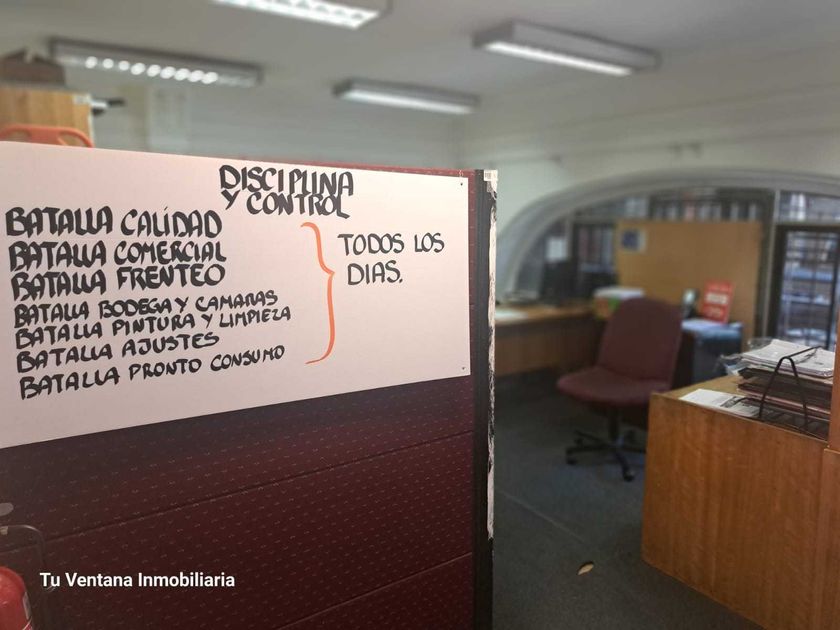 DISCIPLINA
Y CONTROL
BATALLA CALIDAD
BATALLA COMERCIAL
BATALLA FRENTEO
BATALLA BODEGA Y CAMARAS
BATALLA PINTURA Y LIMPIEZA
BATALLA AJUSTES
BATALLA PRONTO CONSUMO
TODOS LOS
DIAS.
Tu Ventana Inmobiliaria